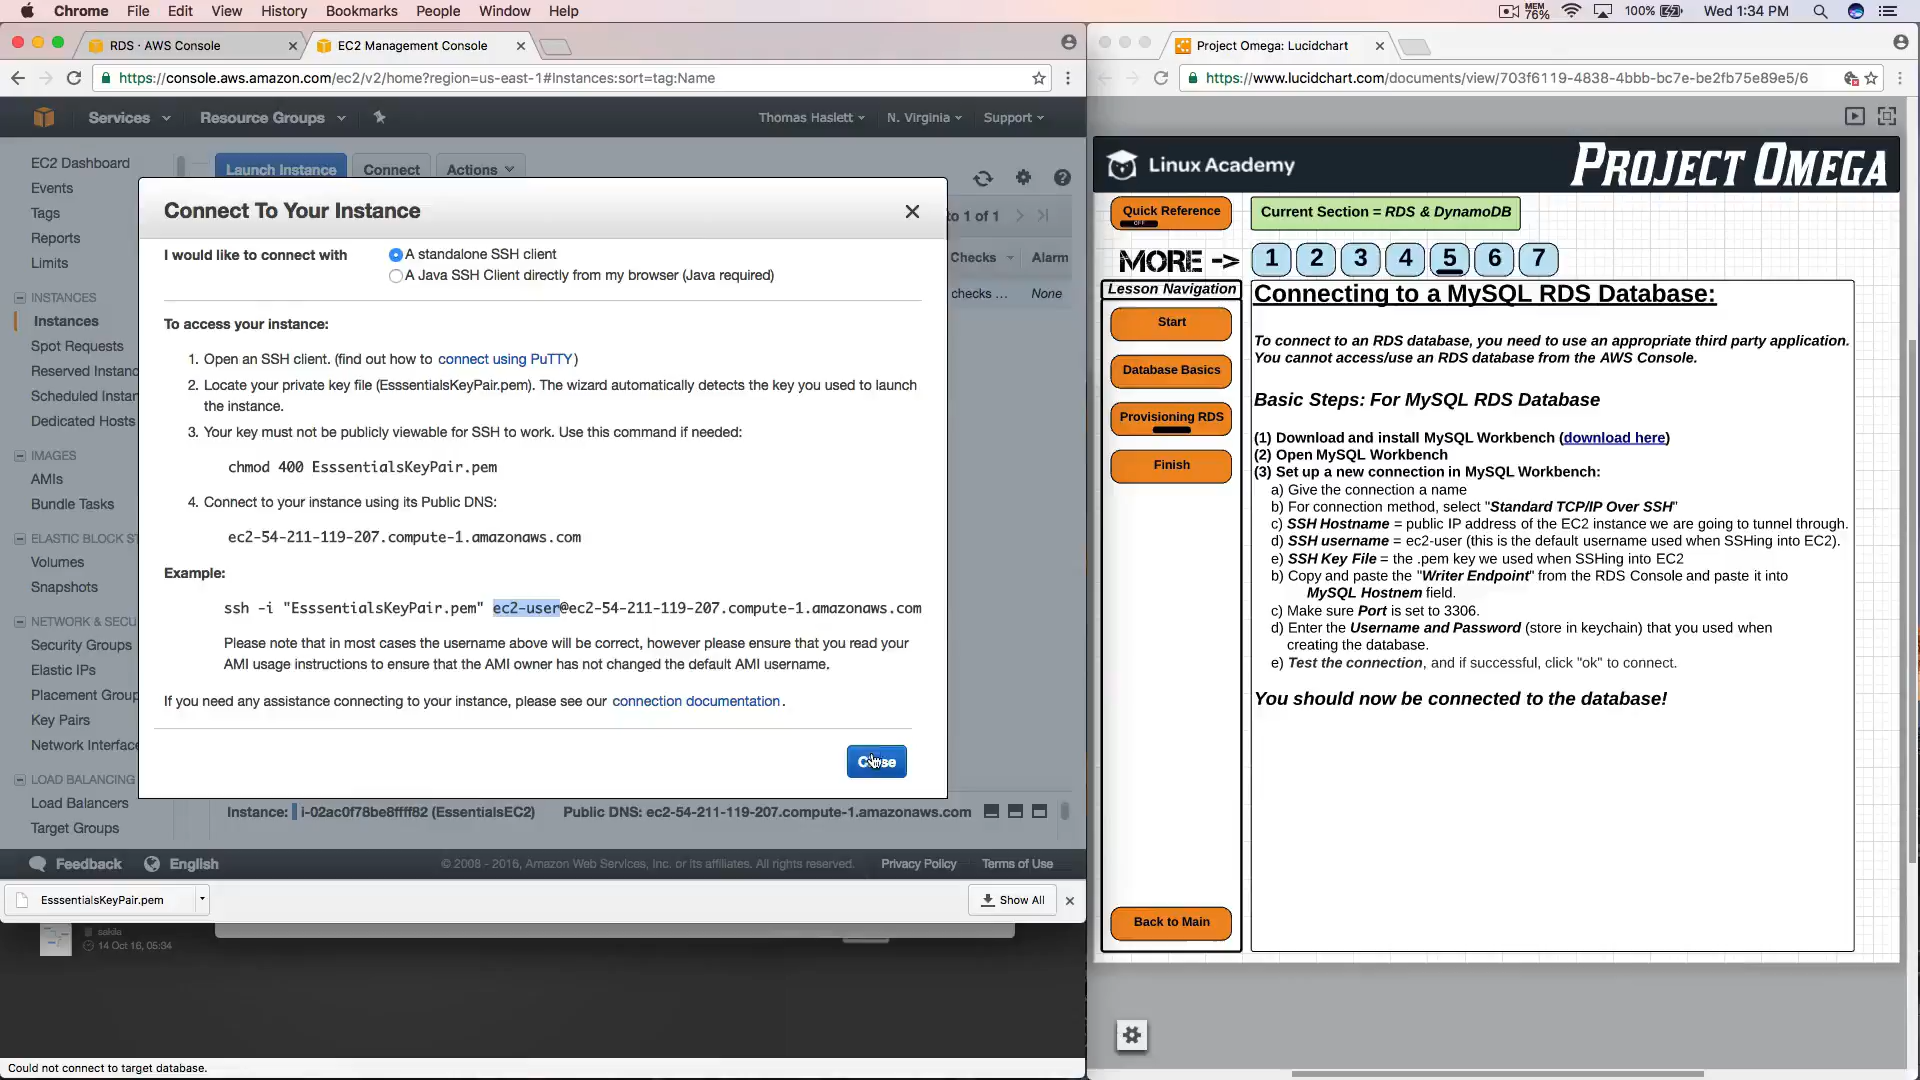 Chrome File Edit View History Bookmarks People Window Help
MEM 76% 100% Wed 1:34 PM
RDS · AWS Console
EC2 Management Console
https://console.aws.amazon.com/ec2/v2/home?region=us-east-1#Instances:sort=tag:Name
Services Resource Groups Thomas Haslett N. Virginia Support
EC2 Dashboard
Events
Tags
Reports
Limits
INSTANCES
Instances
Spot Requests
Reserved Instanc
Scheduled Instan
Dedicated Hosts
IMAGES
AMIs
Bundle Tasks
ELASTIC BLOCK ST
Volumes
Snapshots
NETWORK & SECU
Security Groups
Elastic IPs
Placement Group
Key Pairs
Network Interface
LOAD BALANCING
Load Balancers
Target Groups
Launch Instance Connect Actions
to 1 of 1
Checks Alarm
checks ... None
Connect To Your Instance
I would like to connect with
A standalone SSH client
A Java SSH Client directly from my browser (Java required)
To access your instance:
1. Open an SSH client. (find out how to connect using PuTTY)
2. Locate your private key file (EsssentialsKeyPair.pem). The wizard automatically detects the key you used to launch
the instance.
3. Your key must not be publicly viewable for SSH to work. Use this command if needed:
chmod 400 EsssentialsKeyPair.pem
4. Connect to your instance using its Public DNS:
ec2-54-211-119-207.compute-1.amazonaws.com
Example:
ssh -i "EsssentialsKeyPair.pem" ec2-user@ec2-54-211-119-207.compute-1.amazonaws.com
Please note that in most cases the username above will be correct, however please ensure that you read your
AMI usage instructions to ensure that the AMI owner has not changed the default AMI username.
If you need any assistance connecting to your instance, please see our connection documentation.
Close
Instance: i-02ac0f78be8ffff82 (EssentialsEC2) Public DNS: ec2-54-211-119-207.compute-1.amazonaws.com
Feedback English © 2008 - 2016, Amazon Web Services, Inc. or its affiliates. All rights reserved. Privacy Policy Terms of Use
EsssentialsKeyPair.pem
Show All
sakila
14 Oct 16, 05:34
Could not connect to target database.
Project Omega: Lucidchart
https://www.lucidchart.com/documents/view/703f6119-4838-4bbb-bc7e-be2fb75e89e5/6
Linux Academy
PROJECT OMEGA
Quick Reference
OFF
Current Section = RDS & DynamoDB
MORE -> 1 2 3 4 5 6 7
Lesson Navigation
Start
Database Basics
Provisioning RDS
Finish
Back to Main
Connecting to a MySQL RDS Database:
To connect to an RDS database, you need to use an appropriate third party application.
You cannot access/use an RDS database from the AWS Console.
Basic Steps: For MySQL RDS Database
(1) Download and install MySQL Workbench (download here)
(2) Open MySQL Workbench
(3) Set up a new connection in MySQL Workbench:
a) Give the connection a name
b) For connection method, select "Standard TCP/IP Over SSH"
c) SSH Hostname = public IP address of the EC2 instance we are going to tunnel through.
d) SSH username = ec2-user (this is the default username used when SSHing into EC2).
e) SSH Key File = the .pem key we used when SSHing into EC2
b) Copy and paste the "Writer Endpoint" from the RDS Console and paste it into
MySQL Hostnem field.
c) Make sure Port is set to 3306.
d) Enter the Username and Password (store in keychain) that you used when
creating the database.
e) Test the connection, and if successful, click "ok" to connect.
You should now be connected to the database!